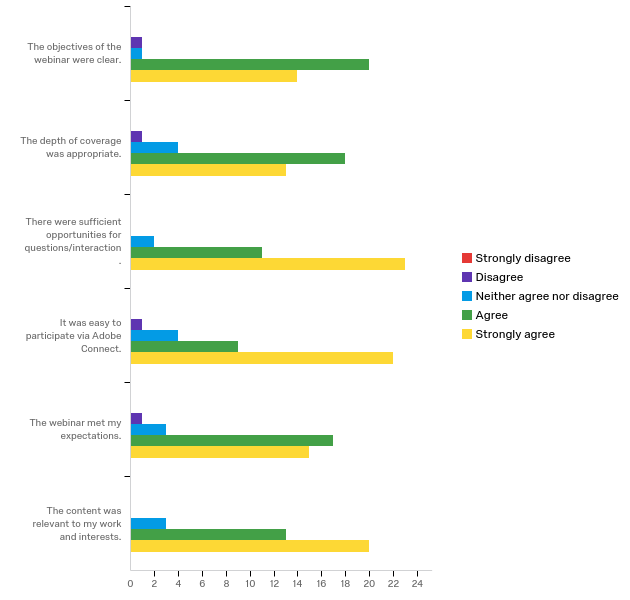 The objectives of the
webinar were clear.
The depth of coverage
was appropriate.
There were sufficient
opportunities for
questions/interaction
.
It was easy to
participate via Adobe
Connect.
The webinar met my
expectations.
The content was
relevant to my work
and interests.
0 2 4 6 8 10 12 14 16 18 20 22 24
Strongly disagree
Disagree
Neither agree nor disagree
Agree
Strongly agree